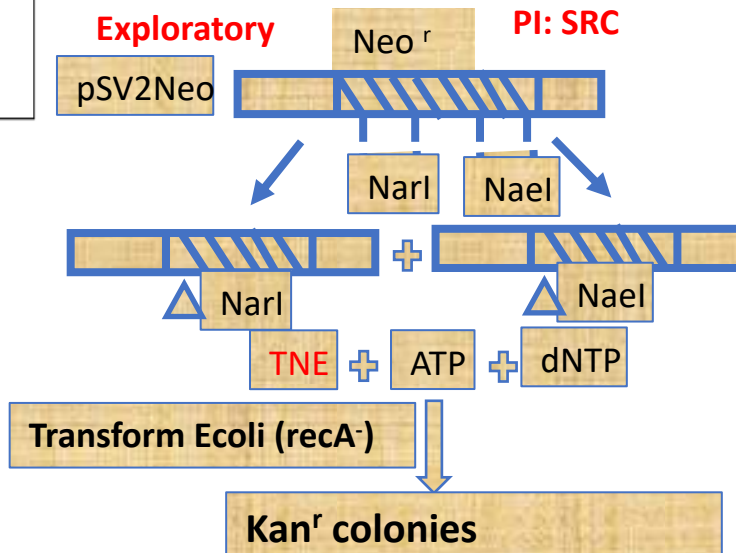 Exploratory
PI: SRC
Neo ʳ
pSV2Neo
NarI
NaeI
+
Δ NarI
Δ NaeI
TNE + ATP + dNTP
Transform Ecoli (recA⁻)
Kanʳ colonies